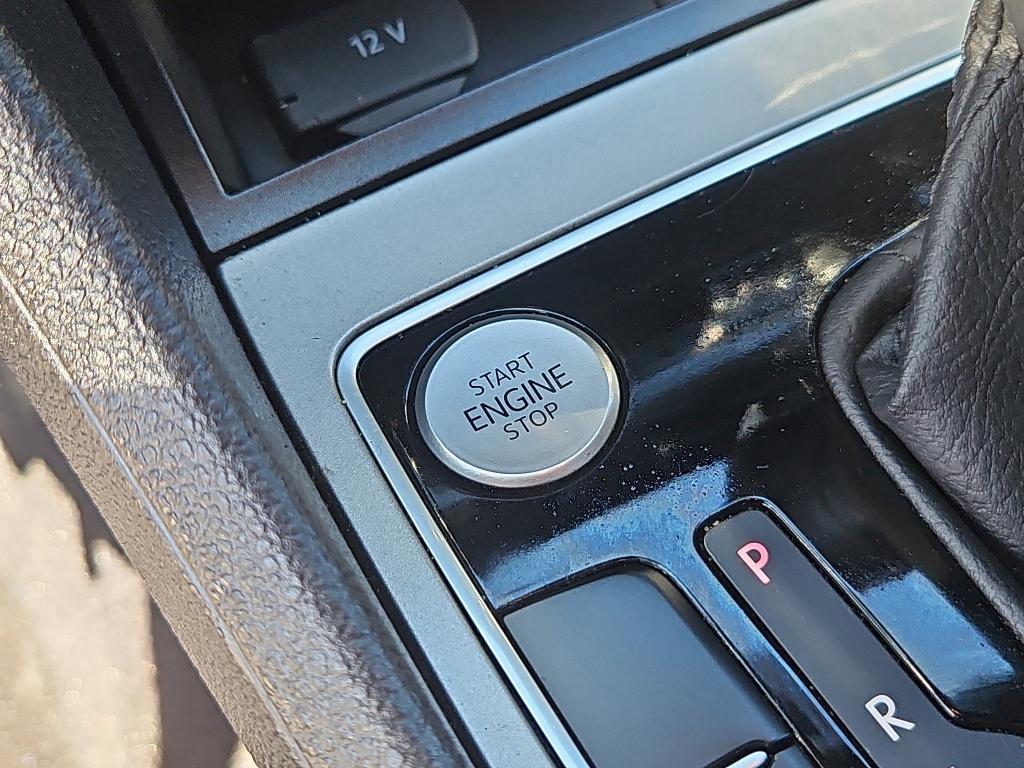 12 V
START
ENGINE
STOP
P
R